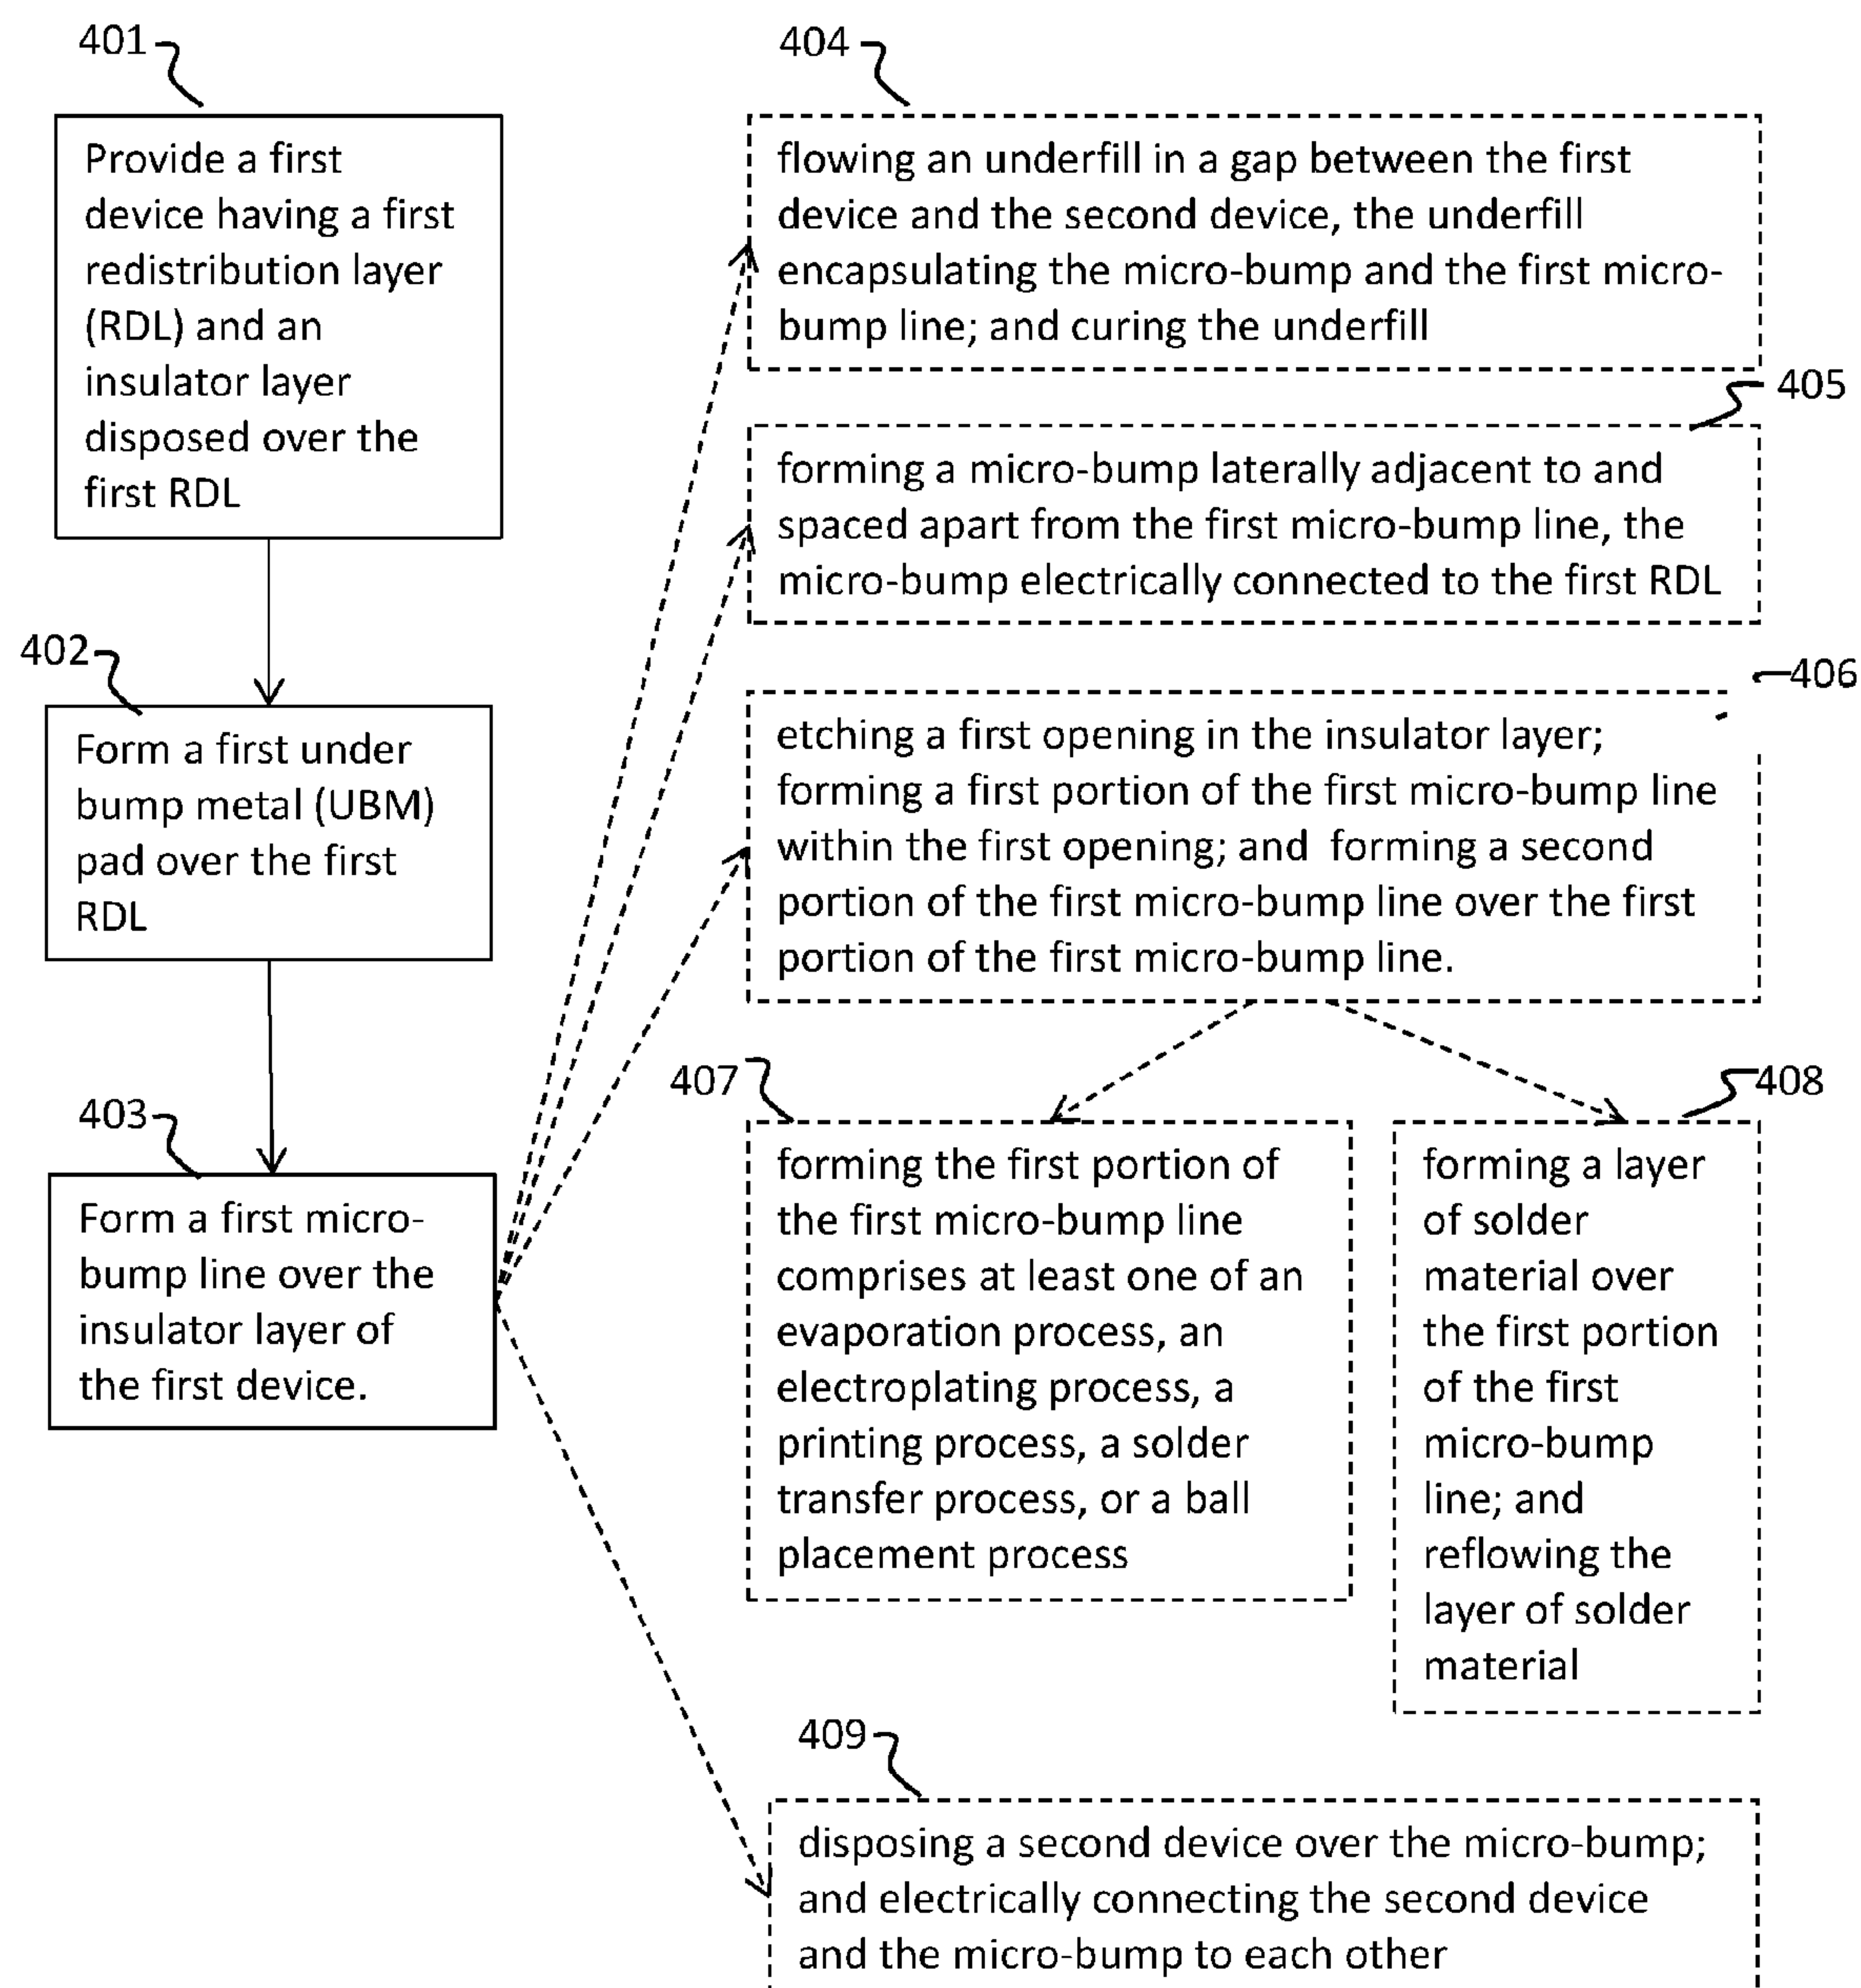 401
Provide a first
device having a first
redistribution layer
(RDL) and an
insulator layer
disposed over the
first RDL
402
Form a first under
bump metal (UBM)
pad over the first
RDL
403
Form a first micro-
bump line over the
insulator layer of
the first device.
404
flowing an underfill in a gap between the first
device and the second device, the underfill
encapsulating the micro-bump and the first micro-
bump line; and curing the underfill
405
forming a micro-bump laterally adjacent to and
spaced apart from the first micro-bump line, the
micro-bump electrically connected to the first RDL
406
etching a first opening in the insulator layer;
forming a first portion of the first micro-bump line
within the first opening; and forming a second
portion of the first micro-bump line over the first
portion of the first micro-bump line.
407
forming the first portion of
the first micro-bump line
comprises at least one of an
evaporation process, an
electroplating process, a
printing process, a solder
transfer process, or a ball
placement process
408
forming a layer
of solder
material over
the first portion
of the first
micro-bump
line; and
reflowing the
layer of solder
material
409
disposing a second device over the micro-bump;
and electrically connecting the second device
and the micro-bump to each other